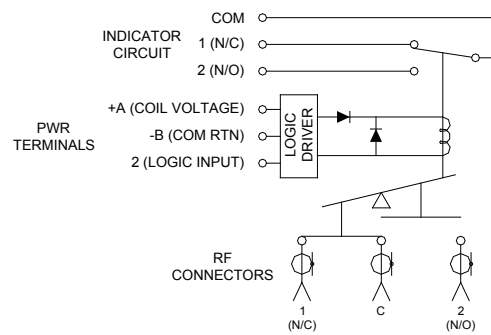 COM
INDICATOR
CIRCUIT
1 (N/C)
2 (N/O)
PWR
TERMINALS
+A (COIL VOLTAGE)
-B (COM RTN)
2 (LOGIC INPUT)
LOGIC
DRIVER
RF
CONNECTORS
1
(N/C)
C
2
(N/O)